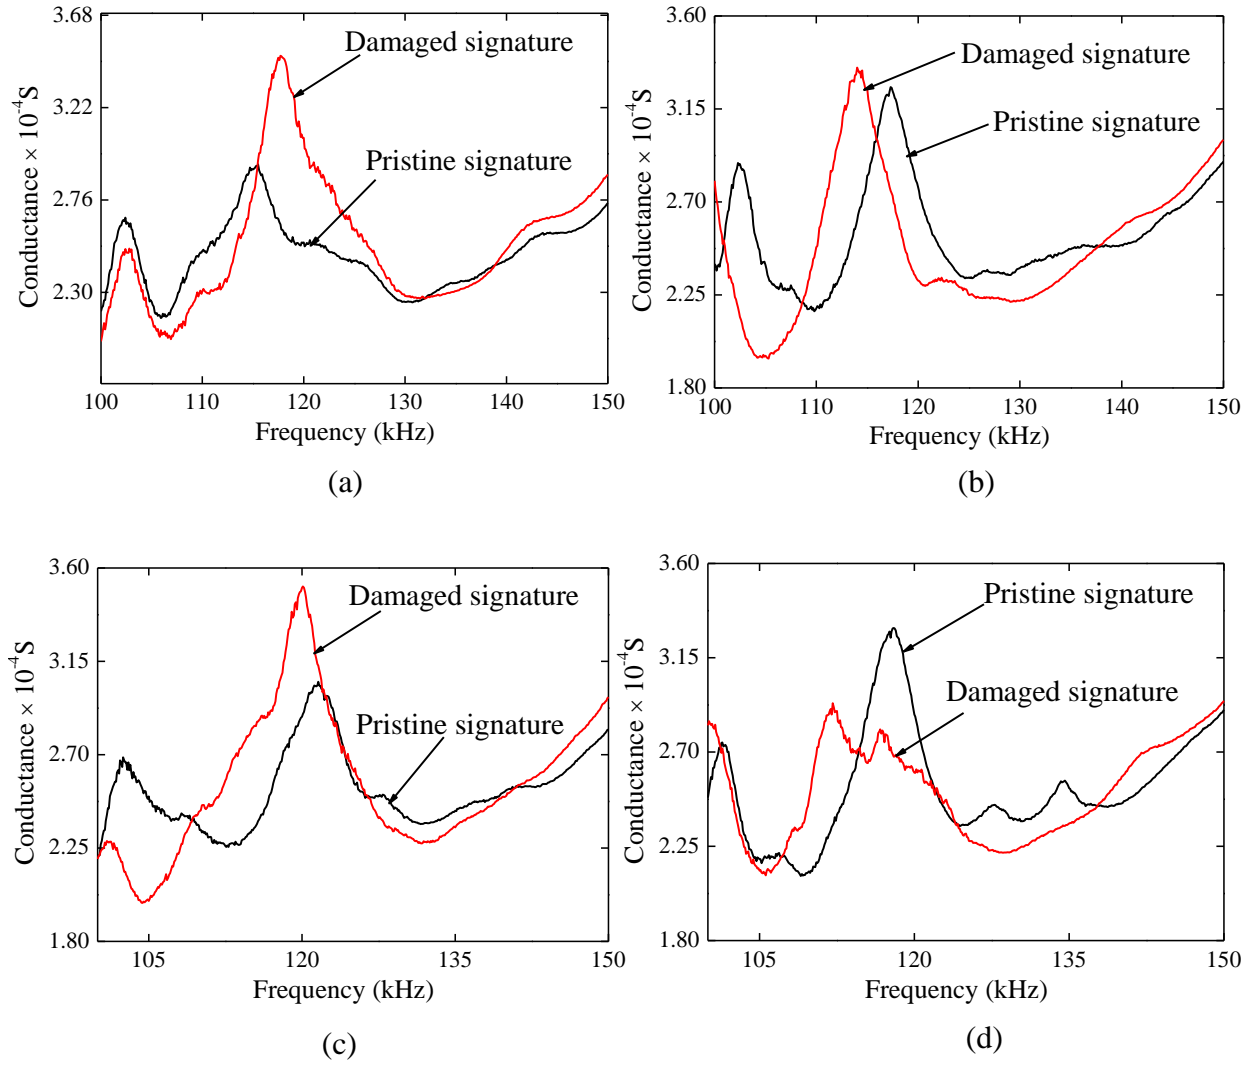 3.68
3.22
2.76
2.30
Conductance × 10⁻⁴S
Damaged signature
Pristine signature
100 110 120 130 140 150
Frequency (kHz)
(a)
3.60
3.15
2.70
2.25
1.80
Conductance × 10⁻⁴S
Damaged signature
Pristine signature
100 110 120 130 140 150
Frequency (kHz)
(b)
3.60
3.15
2.70
2.25
1.80
Conductance × 10⁻⁴S
Damaged signature
Pristine signature
105 120 135 150
Frequency (kHz)
(c)
3.60
3.15
2.70
2.25
1.80
Conductance × 10⁻⁴S
Pristine signature
Damaged signature
105 120 135 150
Frequency (kHz)
(d)